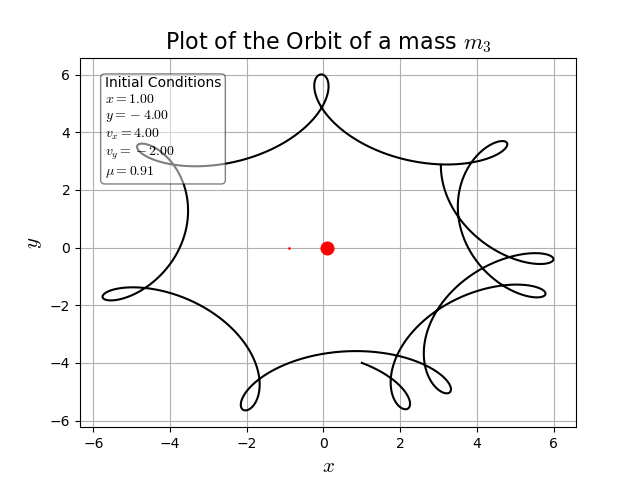 Plot of the Orbit of a mass m₃
Initial Conditions
x = 1.00
y = − 4.00
vₓ = 4.00
v_y = − 2.00
μ = 0.91
6
4
2
0
−2
−4
−6
y
−6 −4 −2 0 2 4 6
x